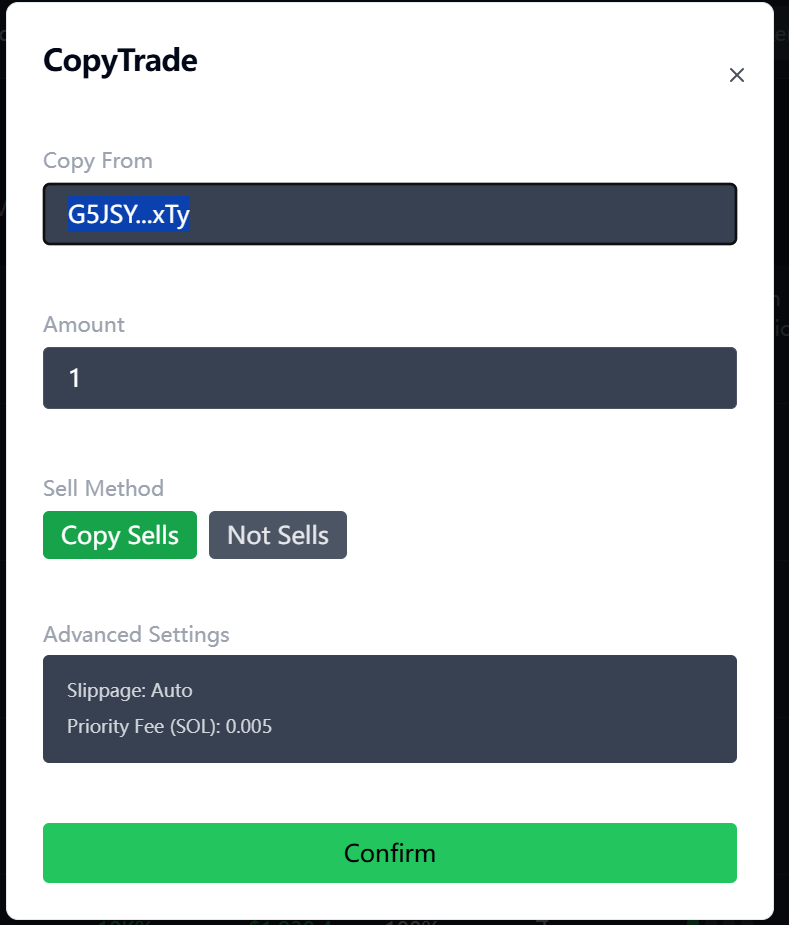 CopyTrade
Copy From
G5JSY...xTy
Amount
1
Sell Method
Copy Sells
Not Sells
Advanced Settings
Slippage: Auto
Priority Fee (SOL): 0.005
Confirm